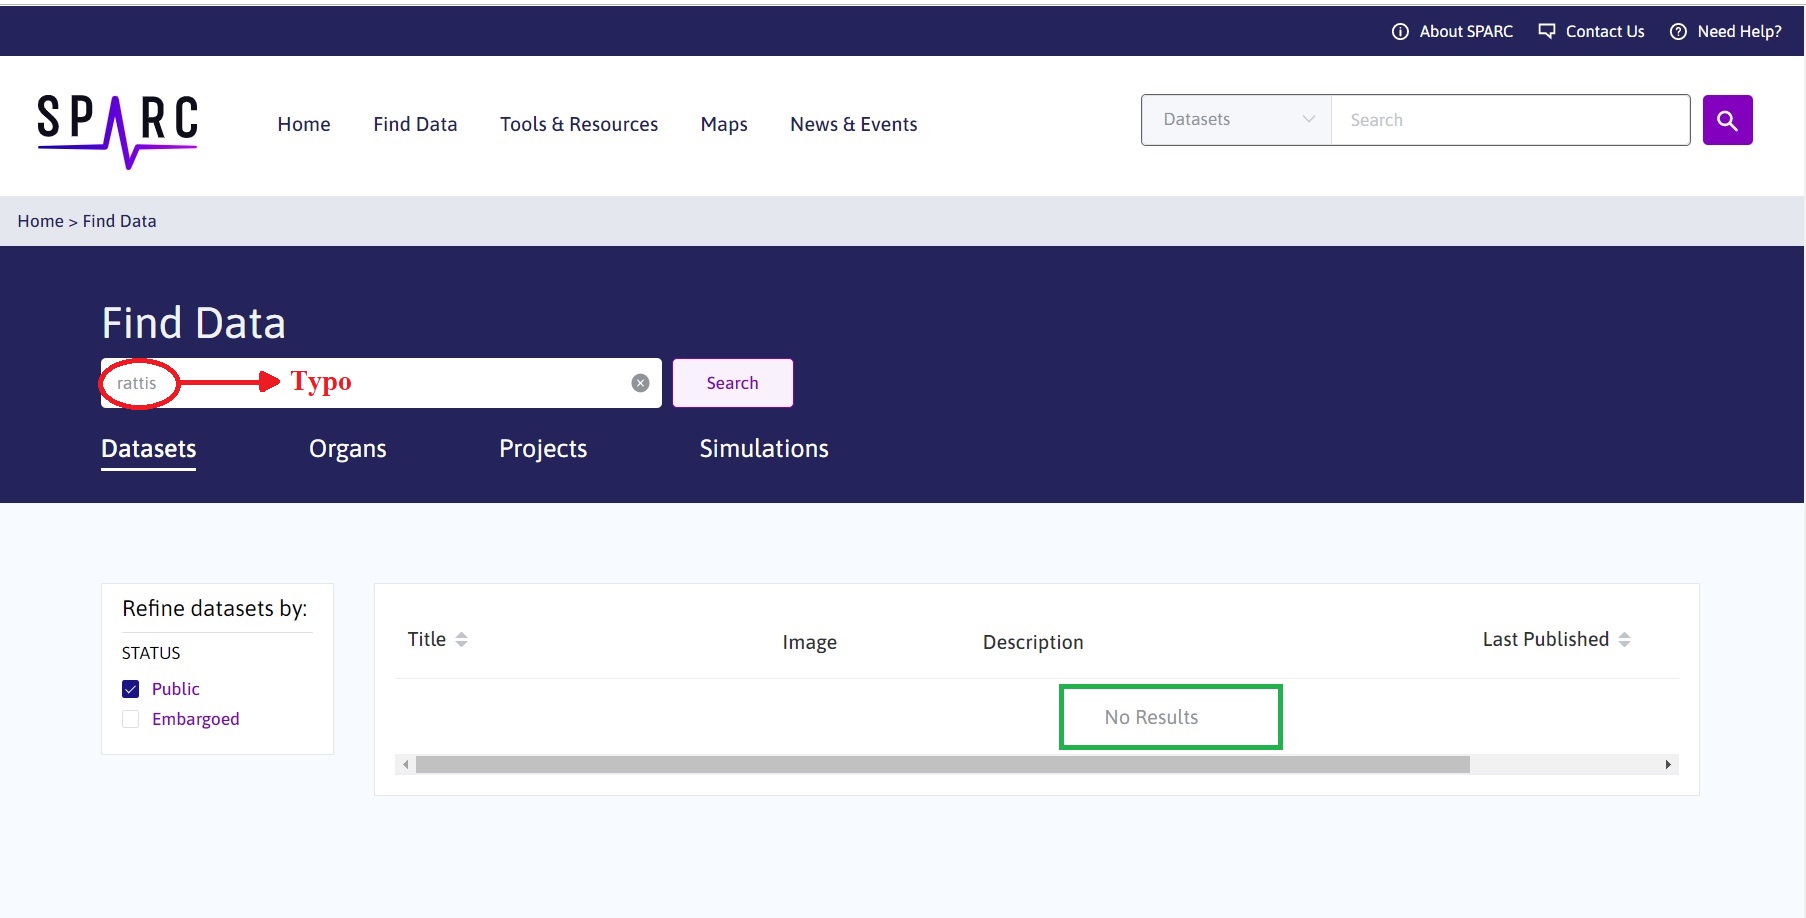 About SPARC Contact Us Need Help?
SPARC
Home Find Data Tools & Resources Maps News & Events
Datasets Search
Home > Find Data
Find Data
rattis Typo Search
Datasets Organs Projects Simulations
Refine datasets by:
STATUS
Public
Embargoed
Title Image Description Last Published
No Results